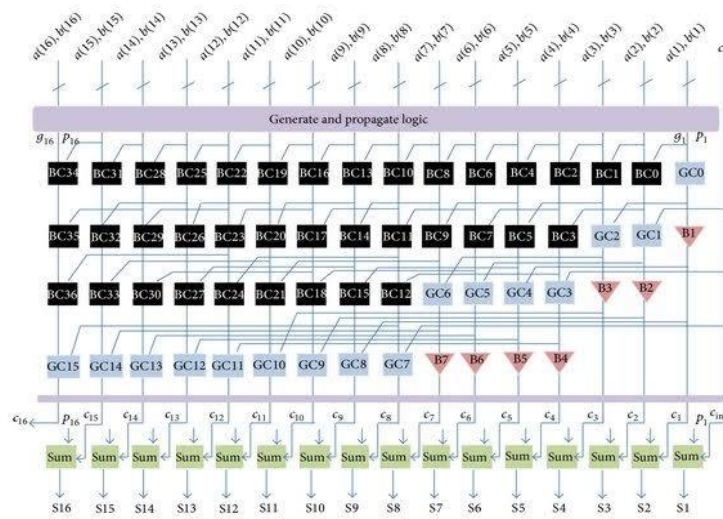 a(16), b(16) a(15), b(15) a(14), b(14) a(13), b(13) a(12), b(12) a(11), b(11) a(10), b(10) a(9), b(9) a(8), b(8) a(7), b(7) a(6), b(6) a(5), b(5) a(4), b(4) a(3), b(3) a(2), b(2) a(1), b(1) c
Generate and propagate logic
g16 p16 g1 p1
BC34 BC31 BC28 BC25 BC22 BC19 BC16 BC13 BC10 BC8 BC6 BC4 BC2 BC1 BC0 GC0
BC35 BC32 BC29 BC26 BC23 BC20 BC17 BC14 BC11 BC9 BC7 BC5 BC3 GC2 GC1 B1
BC36 BC33 BC30 BC27 BC24 BC21 BC18 BC15 BC12 GC6 GC5 GC4 GC3 B3 B2
GC15 GC14 GC13 GC12 GC11 GC10 GC9 GC8 GC7 B7 B6 B5 B4
c16 p16 c15 c14 c13 c12 c11 c10 c9 c8 c7 c6 c5 c4 c3 c2 c1 p1 cin
Sum Sum Sum Sum Sum Sum Sum Sum Sum Sum Sum Sum Sum Sum Sum Sum
S16 S15 S14 S13 S12 S11 S10 S9 S8 S7 S6 S5 S4 S3 S2 S1